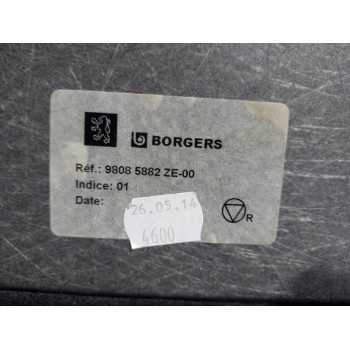 BORGERS
Réf.: 9808 5882 ZE-00
Indice: 01
Date:
26.05.14
4600
R